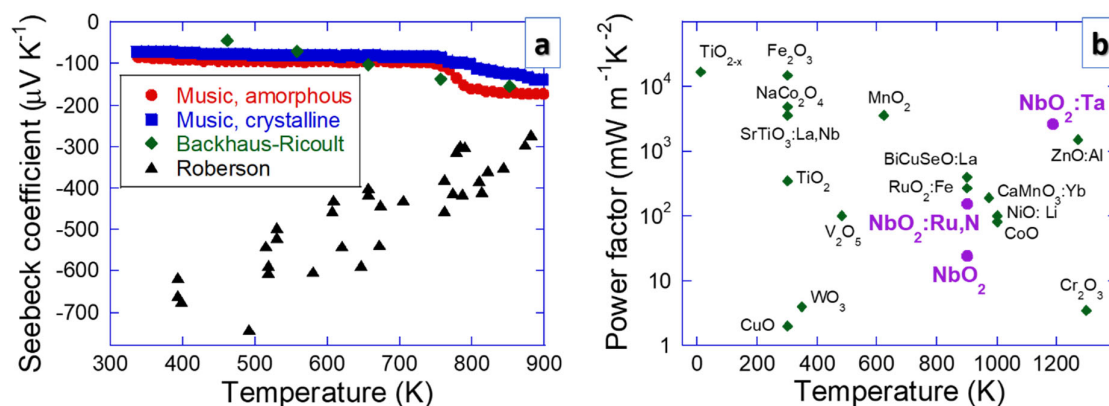 a
0
-100
-200
-300
-400
-500
-600
-700
Seebeck coefficient (μV K⁻¹)
Music, amorphous
Music, crystalline
Backhaus-Ricoult
Roberson
300 400 500 600 700 800 900
Temperature (K)
b
10⁴
10³
10²
10
1
Power factor (mW m⁻¹K⁻²)
TiO₂₋ₓ
Fe₂O₃
NaCo₂O₄
MnO₂
NbO₂:Ta
SrTiO₃:La,Nb
ZnO:Al
BiCuSeO:La
TiO₂
RuO₂:Fe
CaMnO₃:Yb
NbO₂:Ru,N
NiO: Li
V₂O₅
CoO
NbO₂
WO₃
Cr₂O₃
CuO
0 200 400 600 800 1000 1200
Temperature (K)